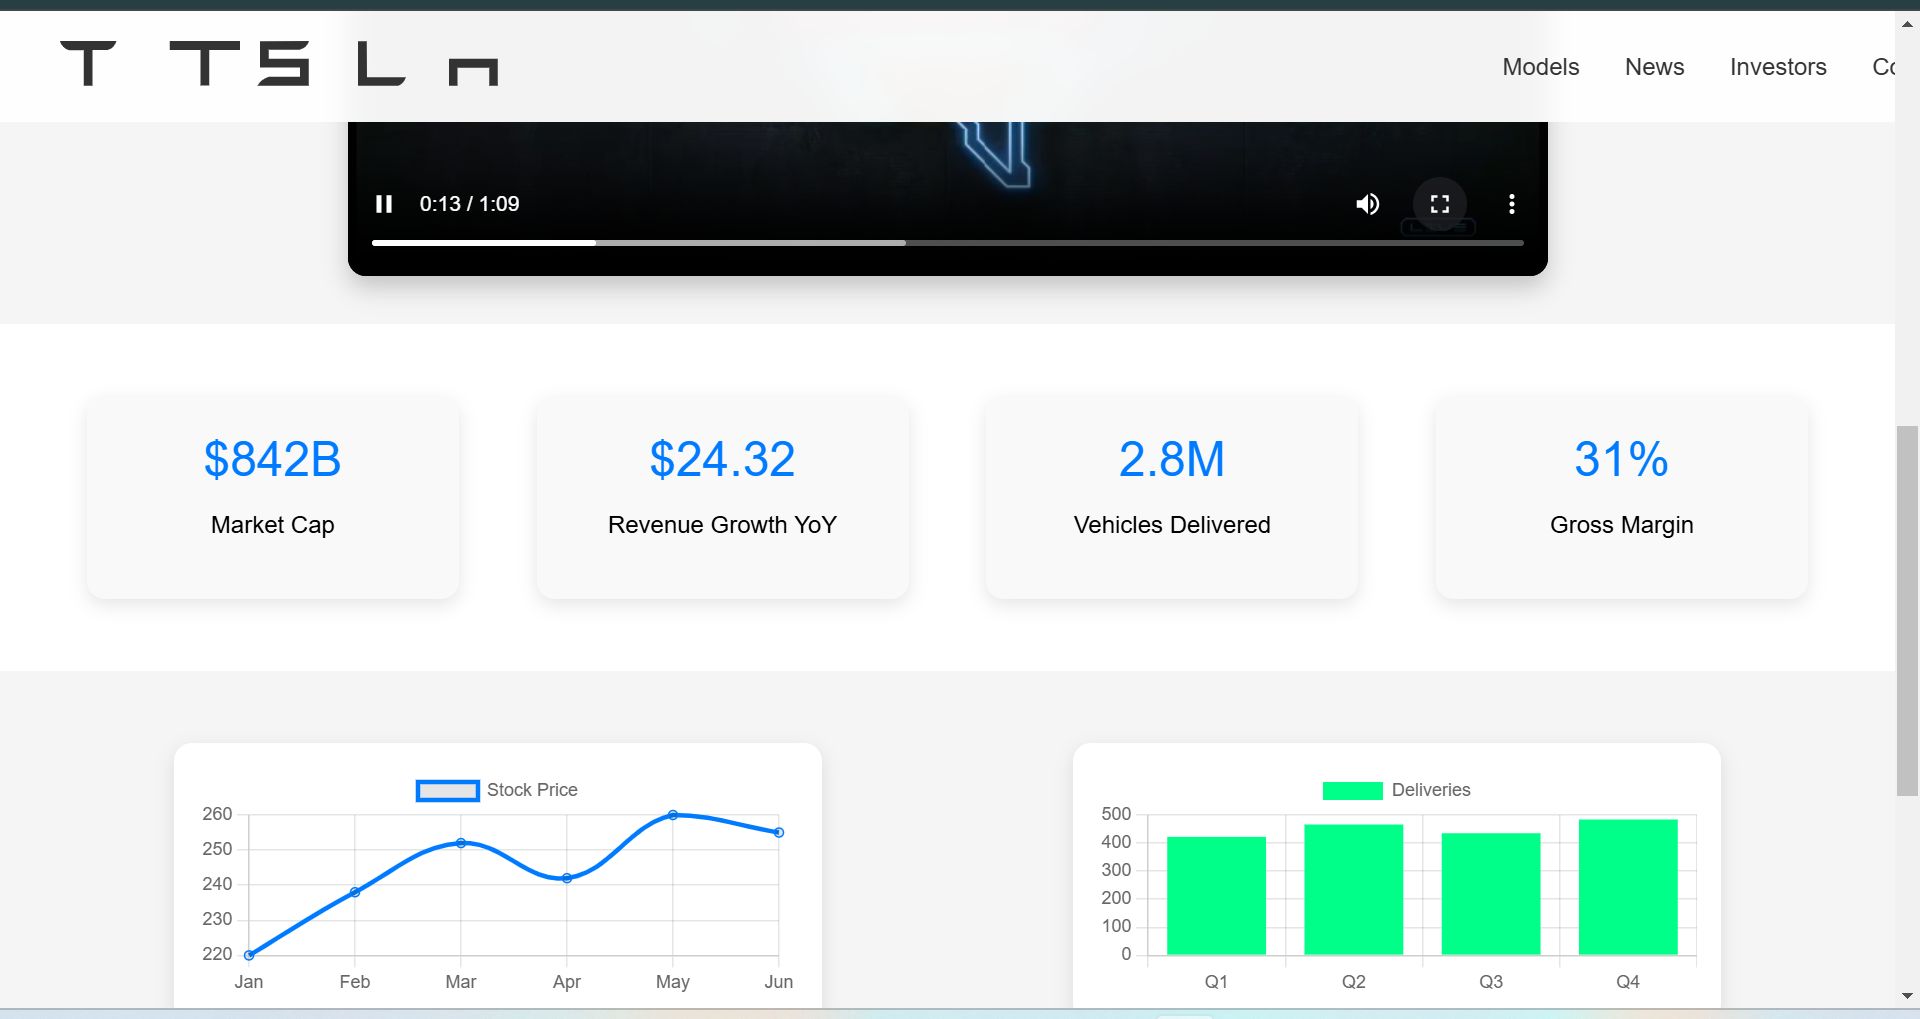 T TSLA
Models News Investors Co
0:13 / 1:09
$842B $24.32 2.8M 31%
Market Cap Revenue Growth YoY Vehicles Delivered Gross Margin
Stock Price
260
250
240
230
220
Jan Feb Mar Apr May Jun
Deliveries
500
400
300
200
100
0
Q1 Q2 Q3 Q4